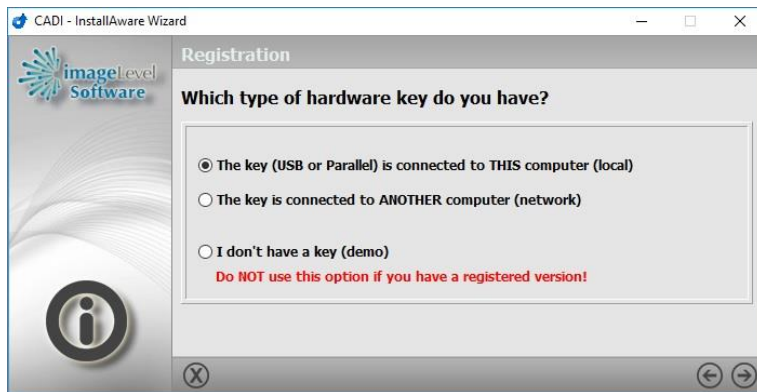 CADI - InstallAware Wizard
imageLevel
Software
Registration
Which type of hardware key do you have?
The key (USB or Parallel) is connected to THIS computer (local)
The key is connected to ANOTHER computer (network)
I don't have a key (demo)
Do NOT use this option if you have a registered version!